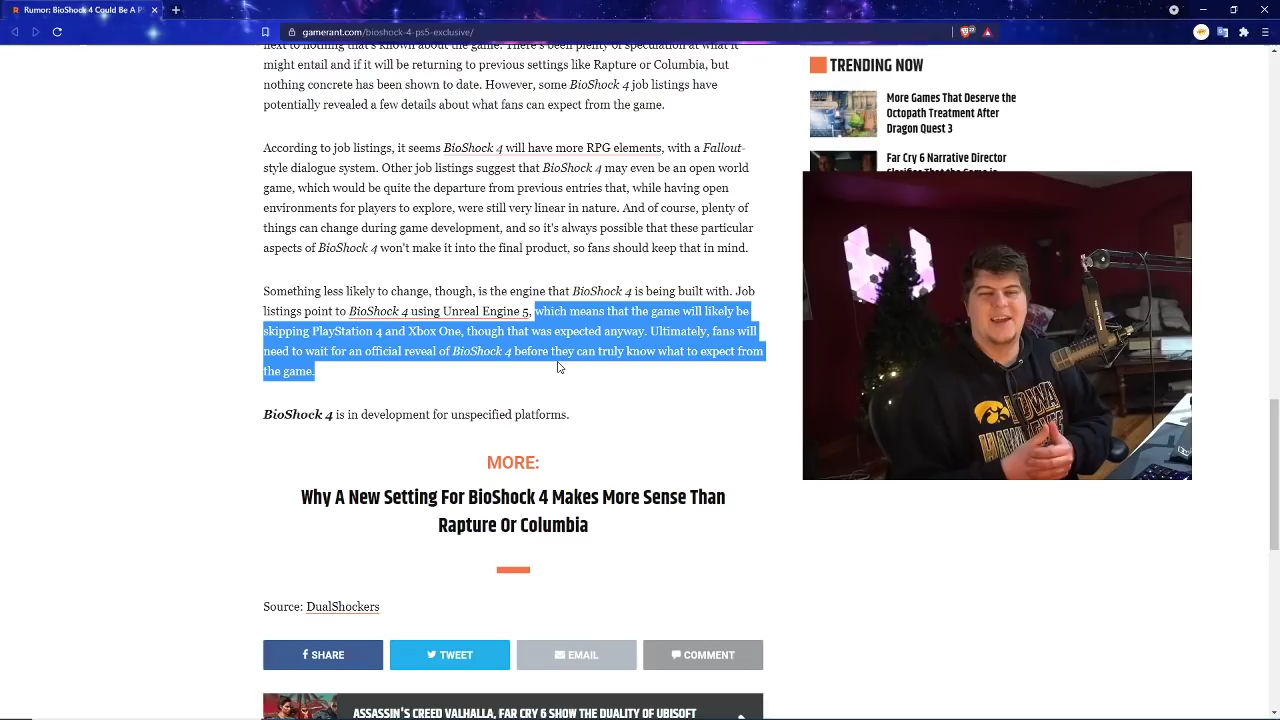 Rumor: BioShock 4 Could Be A P
gamerant.com/bioshock-4-ps5-exclusive/
next to nothing that's known about the game. There's been plenty of speculation at what it
might entail and if it will be returning to previous settings like Rapture or Columbia, but
nothing concrete has been shown to date. However, some BioShock 4 job listings have
potentially revealed a few details about what fans can expect from the game.
According to job listings, it seems BioShock 4 will have more RPG elements, with a Fallout-
style dialogue system. Other job listings suggest that BioShock 4 may even be an open world
game, which would be quite the departure from previous entries that, while having open
environments for players to explore, were still very linear in nature. And of course, plenty of
things can change during game development, and so it's always possible that these particular
aspects of BioShock 4 won't make it into the final product, so fans should keep that in mind.
Something less likely to change, though, is the engine that BioShock 4 is being built with. Job
listings point to BioShock 4 using Unreal Engine 5, which means that the game will likely be
skipping PlayStation 4 and Xbox One, though that was expected anyway. Ultimately, fans will
need to wait for an official reveal of BioShock 4 before they can truly know what to expect from
the game.
BioShock 4 is in development for unspecified platforms.
MORE:
Why A New Setting For BioShock 4 Makes More Sense Than
Rapture Or Columbia
Source: DualShockers
SHARE
TWEET
EMAIL
COMMENT
ASSASSIN'S CREED VALHALLA, FAR CRY 6 SHOW THE DUALITY OF UBISOFT
TRENDING NOW
More Games That Deserve the
Octopath Treatment After
Dragon Quest 3
Far Cry 6 Narrative Director
Clarifies That the Game is
IOWA
HAWKEYES